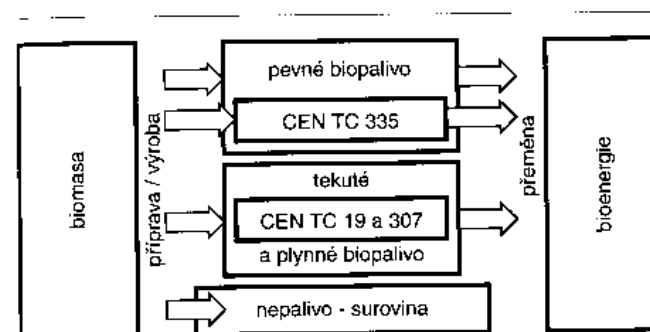 biomasa
příprava / výroba
pevné biopalivo
CEN TC 335
tekuté
CEN TC 19 a 307
a plynné biopalivo
nepalivo - surovina
přeměna
bioenergie